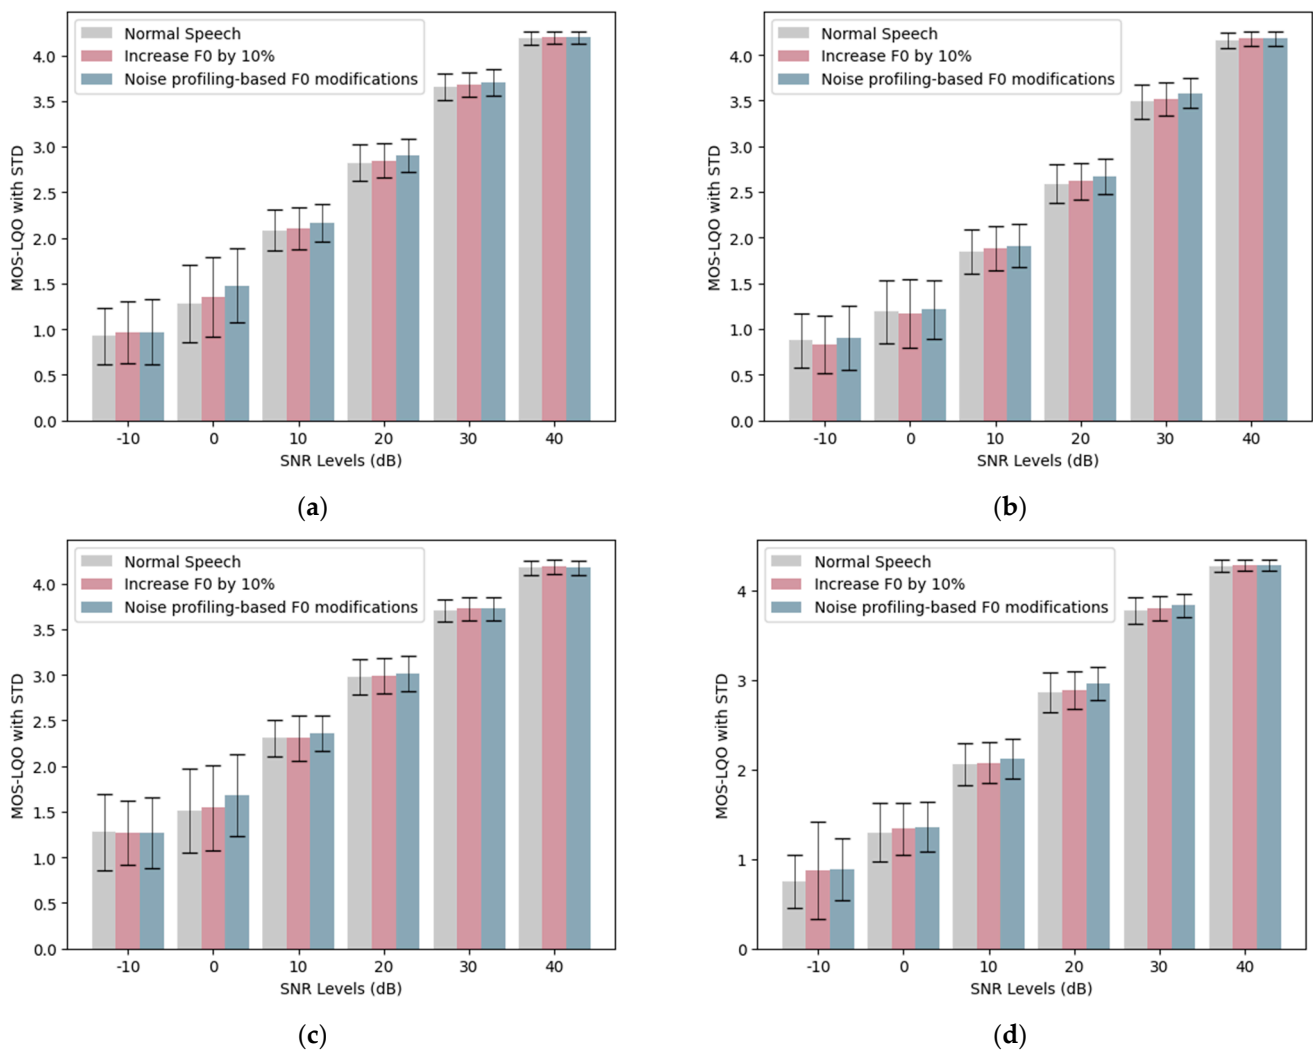 Normal Speech
Increase F0 by 10%
Noise profiling-based F0 modifications
MOS-LQO with STD
4.0
3.5
3.0
2.5
2.0
1.5
1.0
0.5
0.0
-10 0 10 20 30 40
SNR Levels (dB)
(a)
Normal Speech
Increase F0 by 10%
Noise profiling-based F0 modifications
MOS-LQO with STD
4.0
3.5
3.0
2.5
2.0
1.5
1.0
0.5
0.0
-10 0 10 20 30 40
SNR Levels (dB)
(b)
Normal Speech
Increase F0 by 10%
Noise profiling-based F0 modifications
MOS-LQO with STD
4.0
3.5
3.0
2.5
2.0
1.5
1.0
0.5
0.0
-10 0 10 20 30 40
SNR Levels (dB)
(c)
Normal Speech
Increase F0 by 10%
Noise profiling-based F0 modifications
MOS-LQO with STD
4
3
2
1
0
-10 0 10 20 30 40
SNR Levels (dB)
(d)